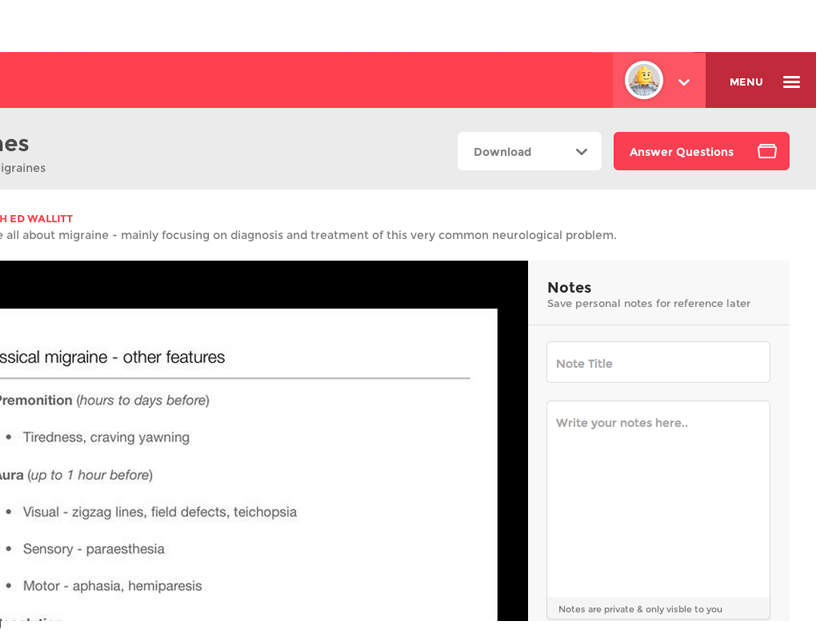 MENU
nes
igraines
Download
Answer Questions
H ED WALLITT
e all about migraine - mainly focusing on diagnosis and treatment of this very common neurological problem.
Notes
Save personal notes for reference later
ssical migraine - other features
Premonition (hours to days before)
• Tiredness, craving yawning
Aura (up to 1 hour before)
• Visual - zigzag lines, field defects, teichopsia
• Sensory - paraesthesia
• Motor - aphasia, hemiparesis
Note Title
Write your notes here..
Notes are private & only visble to you